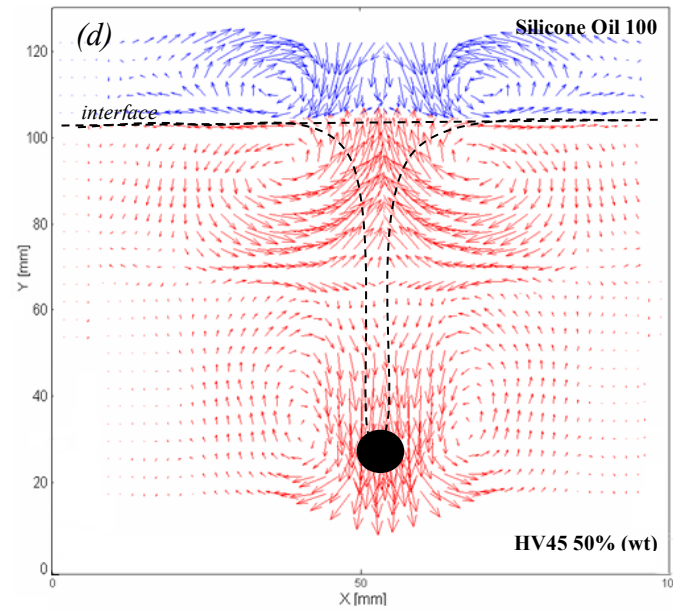 (d)
Silicone Oil 100
120
interface
100
80
Y [mm]
60
40
20
HV45 50% (wt)
0
0
50
10
X [mm]